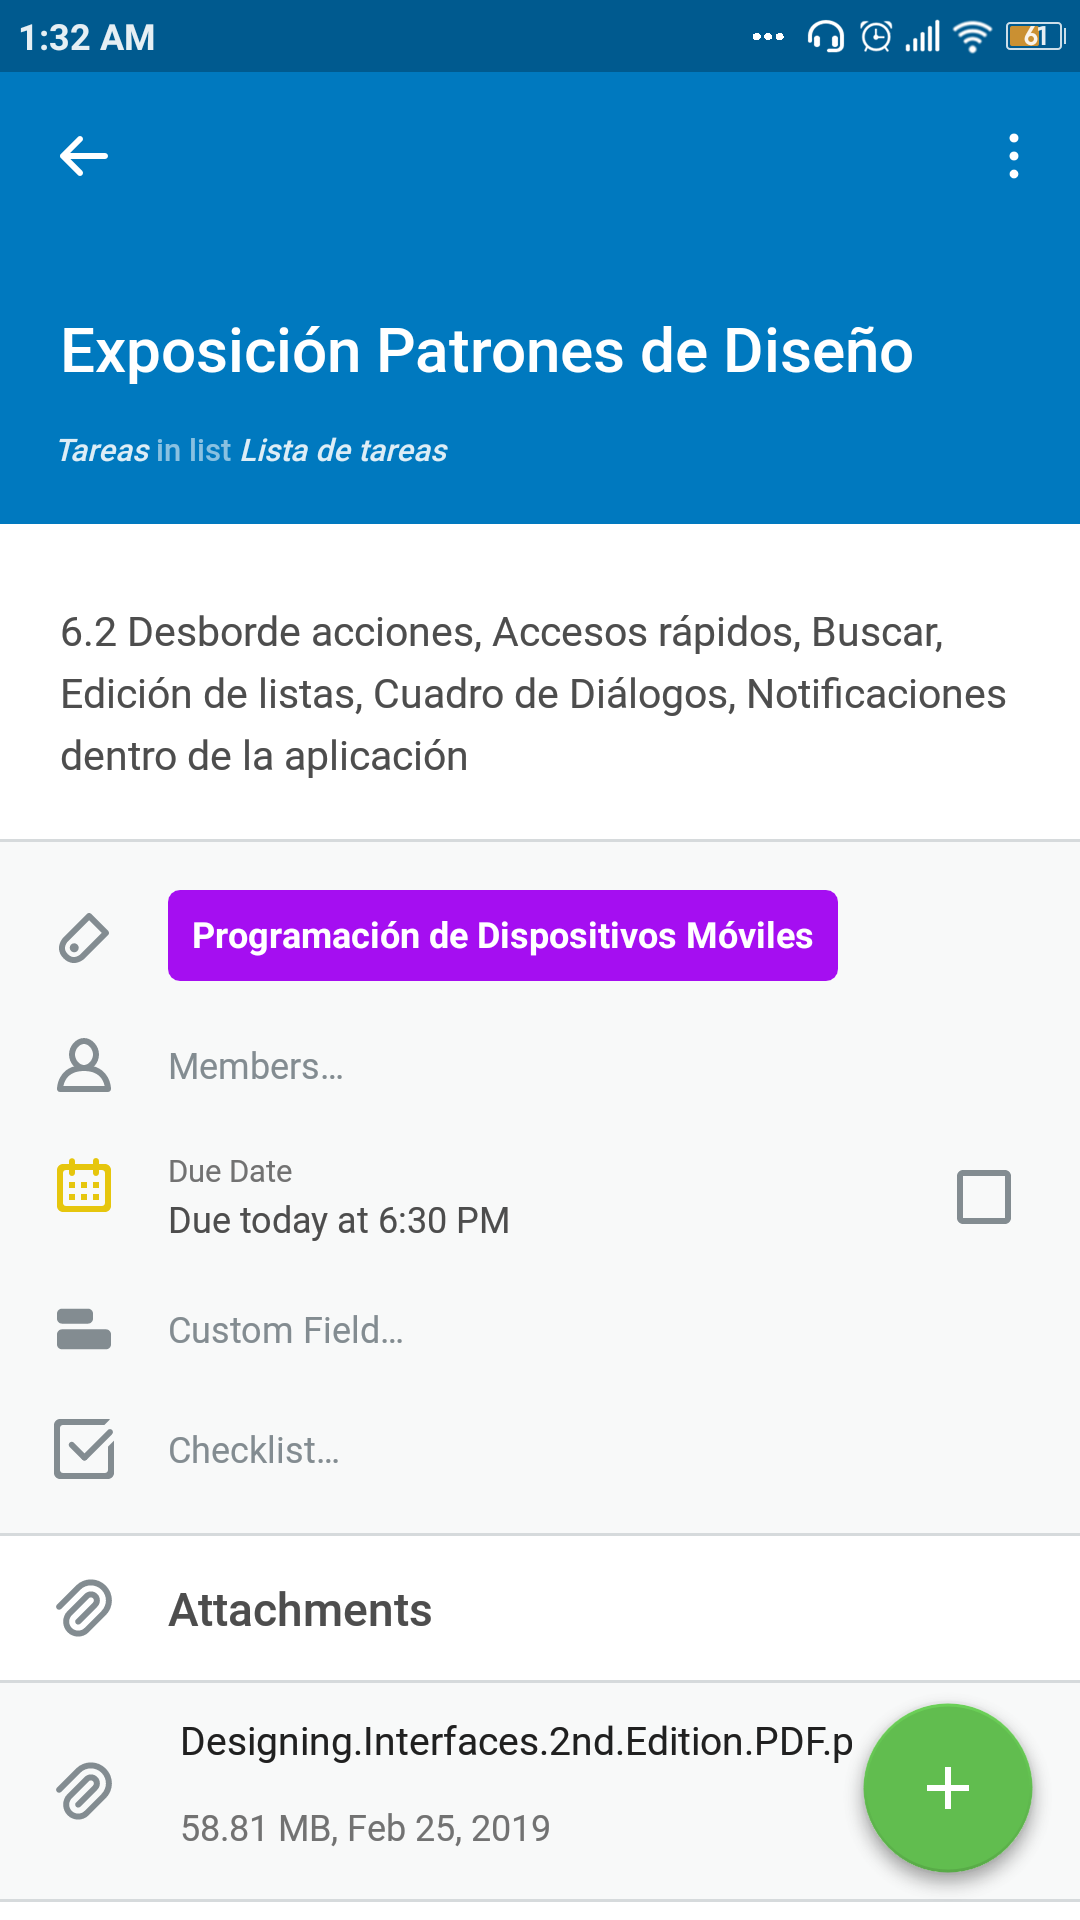 1:32 AM
61
Exposición Patrones de Diseño
Tareas in list Lista de tareas
6.2 Desborde acciones, Accesos rápidos, Buscar,
Edición de listas, Cuadro de Diálogos, Notificaciones
dentro de la aplicación
Programación de Dispositivos Móviles
Members...
Due Date
Due today at 6:30 PM
Custom Field...
Checklist...
Attachments
Designing.Interfaces.2nd.Edition.PDF.p
58.81 MB, Feb 25, 2019